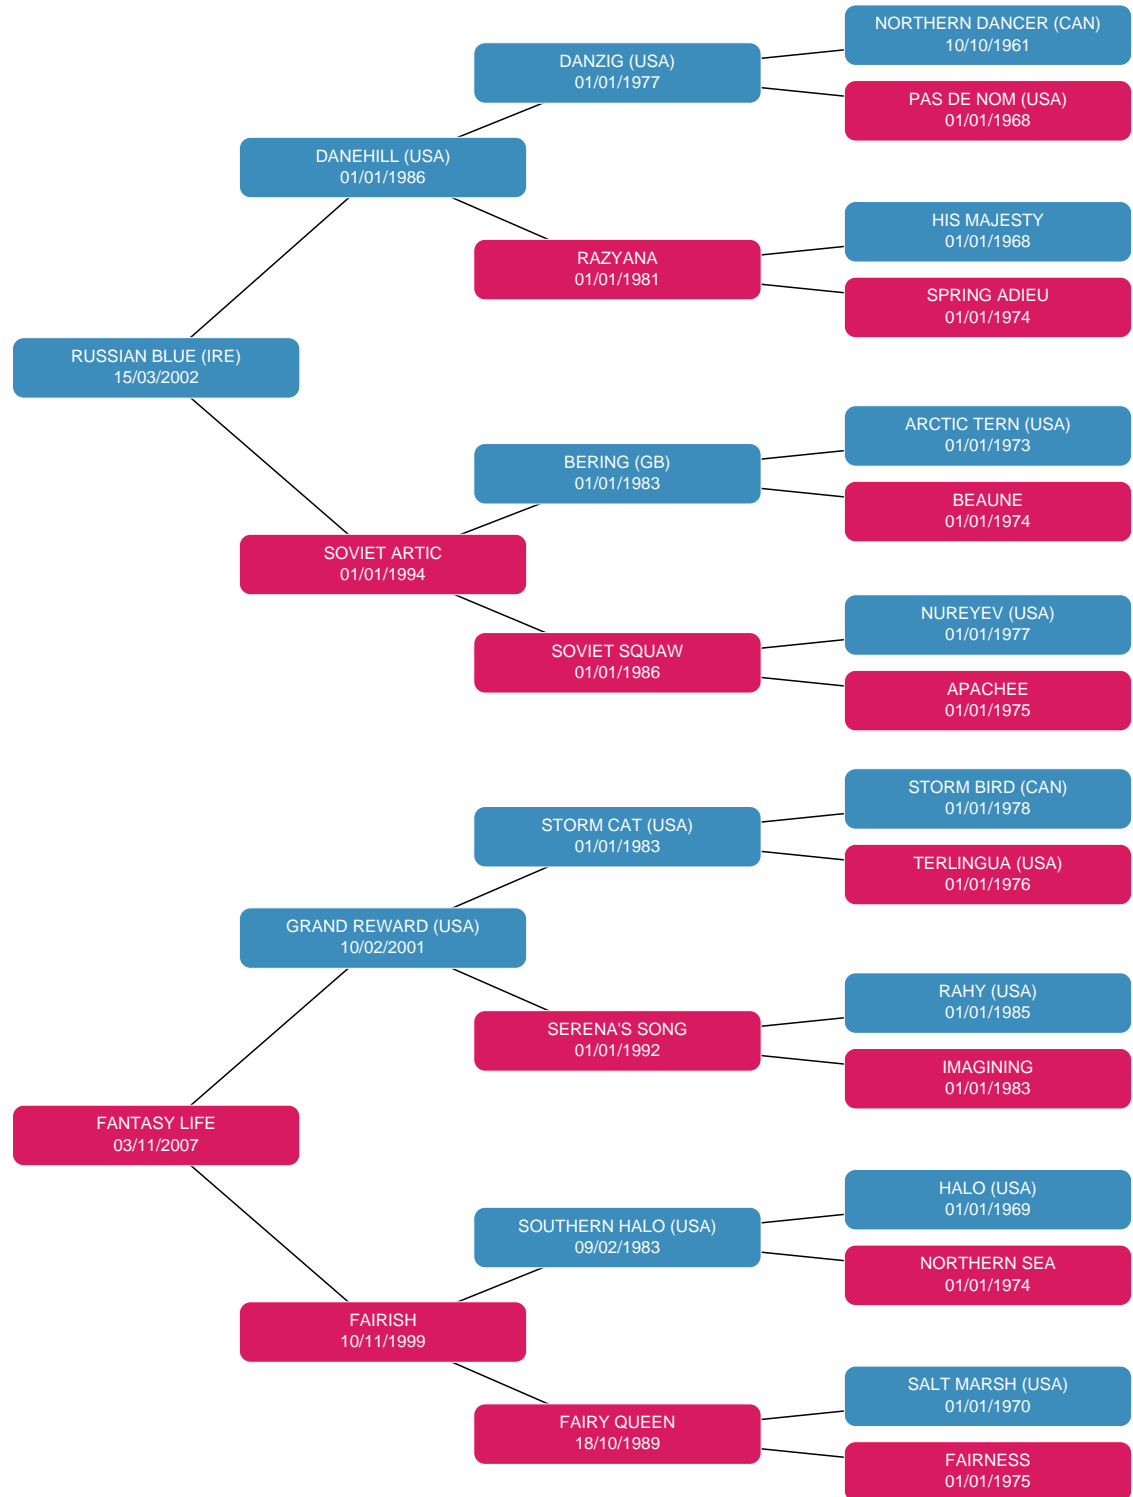 NORTHERN DANCER (CAN)
10/10/1961
DANZIG (USA)
01/01/1977
PAS DE NOM (USA)
01/01/1968
DANEHILL (USA)
01/01/1986
HIS MAJESTY
01/01/1968
RAZYANA
01/01/1981
SPRING ADIEU
01/01/1974
RUSSIAN BLUE (IRE)
15/03/2002
ARCTIC TERN (USA)
01/01/1973
BERING (GB)
01/01/1983
BEAUNE
01/01/1974
SOVIET ARTIC
01/01/1994
NUREYEV (USA)
01/01/1977
SOVIET SQUAW
01/01/1986
APACHEE
01/01/1975
STORM BIRD (CAN)
01/01/1978
STORM CAT (USA)
01/01/1983
TERLINGUA (USA)
01/01/1976
GRAND REWARD (USA)
10/02/2001
RAHY (USA)
01/01/1985
SERENA'S SONG
01/01/1992
IMAGINING
01/01/1983
FANTASY LIFE
03/11/2007
HALO (USA)
01/01/1969
SOUTHERN HALO (USA)
09/02/1983
NORTHERN SEA
01/01/1974
FAIRISH
10/11/1999
SALT MARSH (USA)
01/01/1970
FAIRY QUEEN
18/10/1989
FAIRNESS
01/01/1975